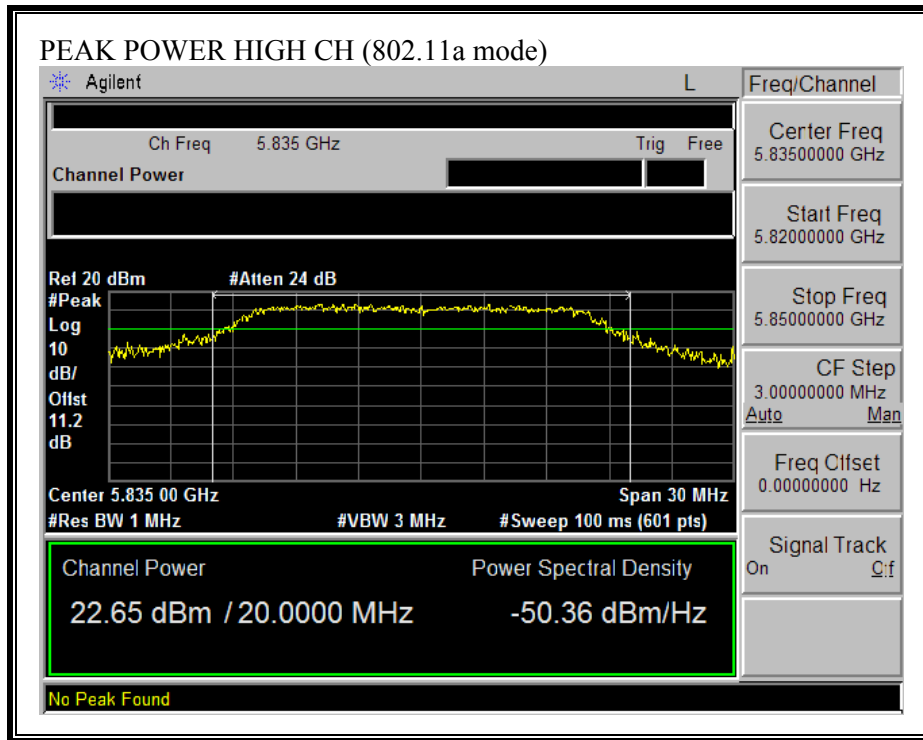 PEAK POWER HIGH CH (802.11a mode)
Agilent L Freq/Channel
Ch Freq 5.835 GHz Trig Free
Channel Power
Center Freq
5.83500000 GHz
Start Freq
5.82000000 GHz
Stop Freq
5.85000000 GHz
CF Step
3.00000000 MHz
Auto Man
Freq Offset
0.00000000 Hz
Signal Track
On Off
Ref 20 dBm #Atten 24 dB
#Peak
Log
10
dB/
Offst
11.2
dB
Center 5.835 00 GHz Span 30 MHz
#Res BW 1 MHz #VBW 3 MHz #Sweep 100 ms (601 pts)
Channel Power Power Spectral Density
22.65 dBm / 20.0000 MHz -50.36 dBm/Hz
No Peak Found